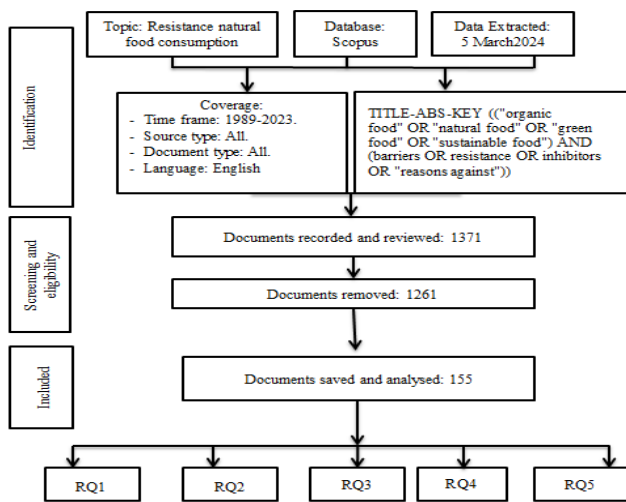 Topic: Resistance natural
food consumption
Database:
Scopus
Data Extracted:
5 March2024
Identification
Coverage:
- Time frame: 1989-2023.
- Source type: All.
- Document type: All.
- Language: English
TITLE-ABS-KEY (("organic
food" OR "natural food" OR "green
food" OR "sustainable food") AND
(barriers OR resistance OR inhibitors
OR "reasons against"))
Screening and
eligibility
Documents recorded and reviewed: 1371
Documents removed: 1261
Included
Documents saved and analysed: 155
RQ1
RQ2
RQ3
RQ4
RQ5